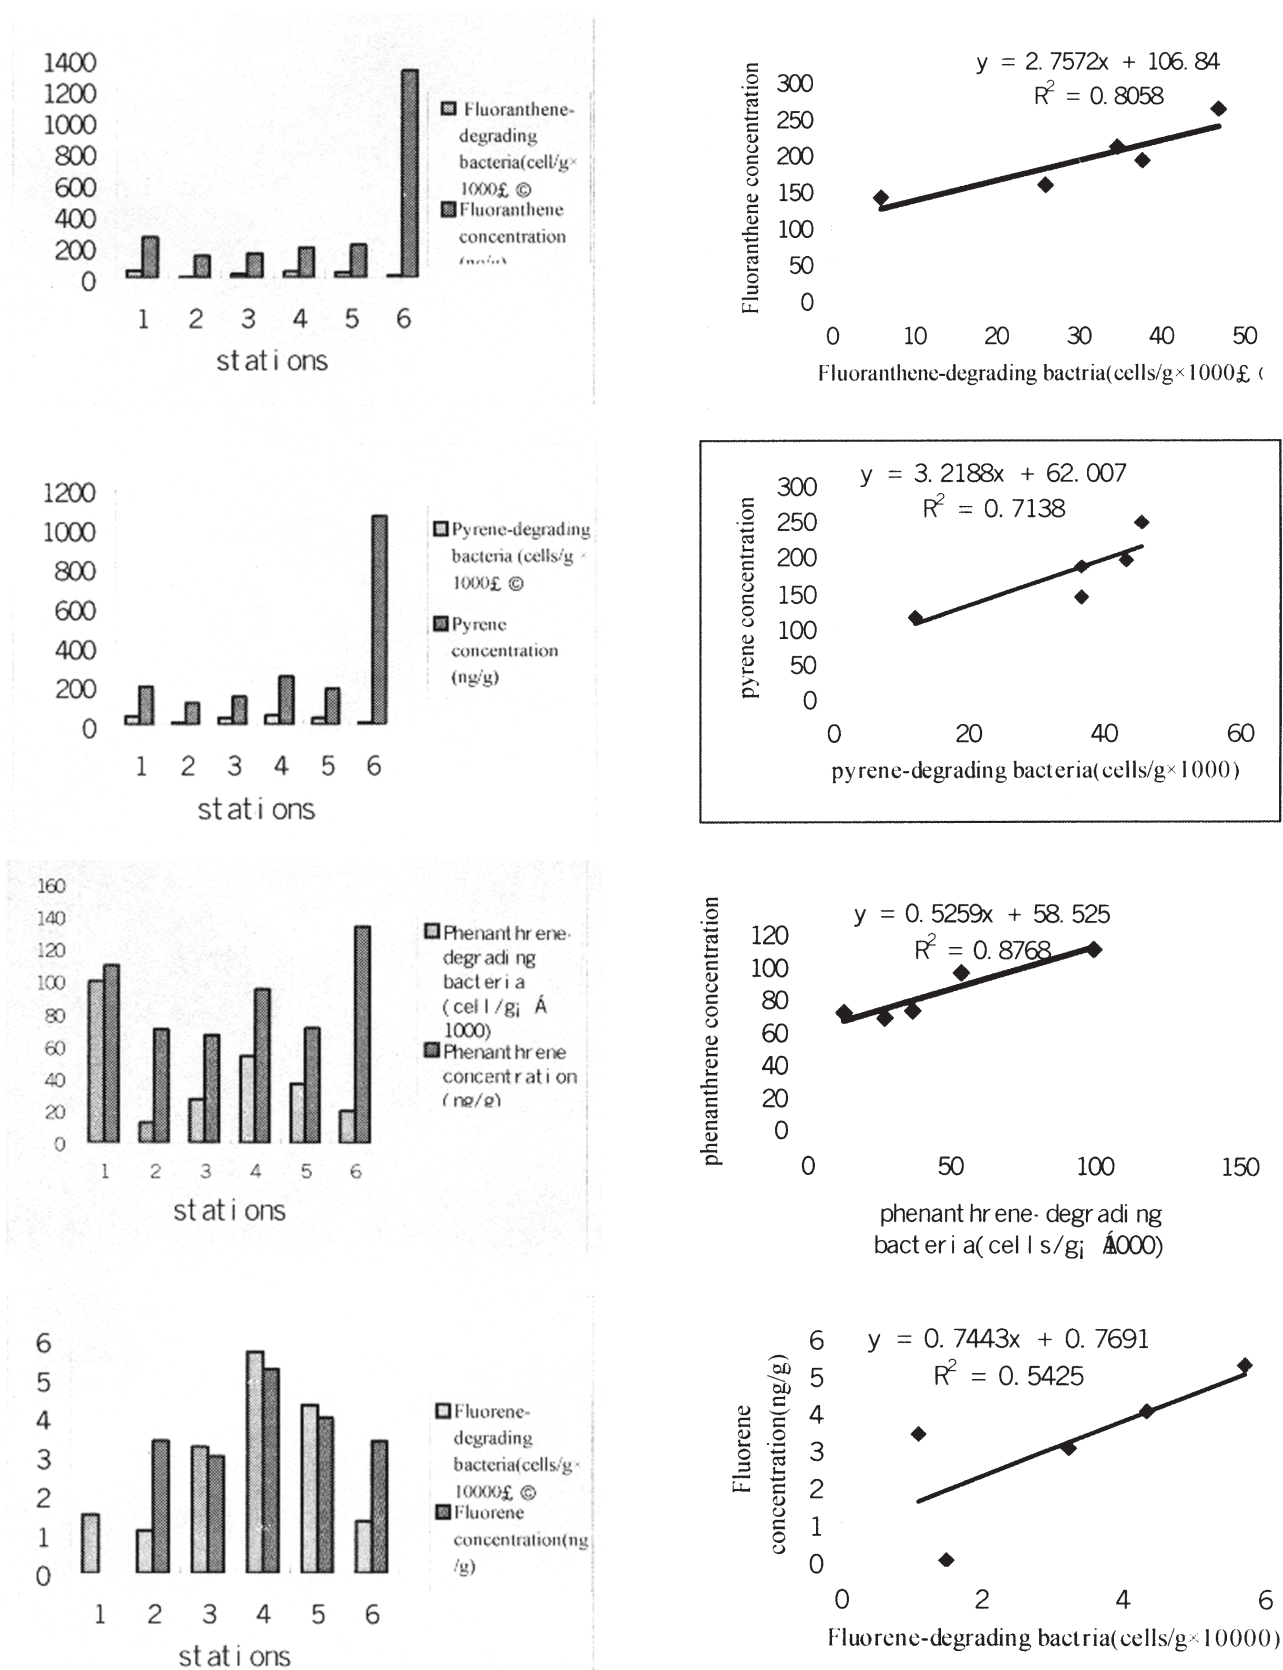 1400
1200
1000
800
600
400
200
0
1 2 3 4 5 6
stations
Fluoranthene-
degrading
bacteria(cell/g×
1000£ ©
Fluoranthene
concentration
(ng/g)
y = 2.7572x + 106.84
R² = 0.8058
Fluoranthene concentration
300
250
200
150
100
50
0
0 10 20 30 40 50
Fluoranthene-degrading bactria(cells/g×1000£ (
1200
1000
800
600
400
200
0
1 2 3 4 5 6
stations
Pyrene-degrading
bacteria (cells/g ×
1000£ ©
Pyrene
concentration
(ng/g)
y = 3.2188x + 62.007
R² = 0.7138
pyrene concentration
300
250
200
150
100
50
0
0 20 40 60
pyrene-degrading bacteria(cells/g×1000)
160
140
120
100
80
60
40
20
0
1 2 3 4 5 6
stations
Phenanthrene-
degrading
bacteria
(cell/g¡ Á
1000)
Phenanthrene
concentration
(ng/g)
y = 0.5259x + 58.525
R² = 0.8768
phenanthrene concentration
120
100
80
60
40
20
0
0 50 100 150
phenanthrene-degrading
bacteria(cells/g¡ Á1000)
6
5
4
3
2
1
0
1 2 3 4 5 6
stations
Fluorene-
degrading
bacteria(cells/g×
10000£ ©
Fluorene
concentration(ng
/g)
y = 0.7443x + 0.7691
R² = 0.5425
Fluorene
concentration(ng/g)
6
5
4
3
2
1
0
0 2 4 6
Fluorene-degrading bactria(cells/g×10000)